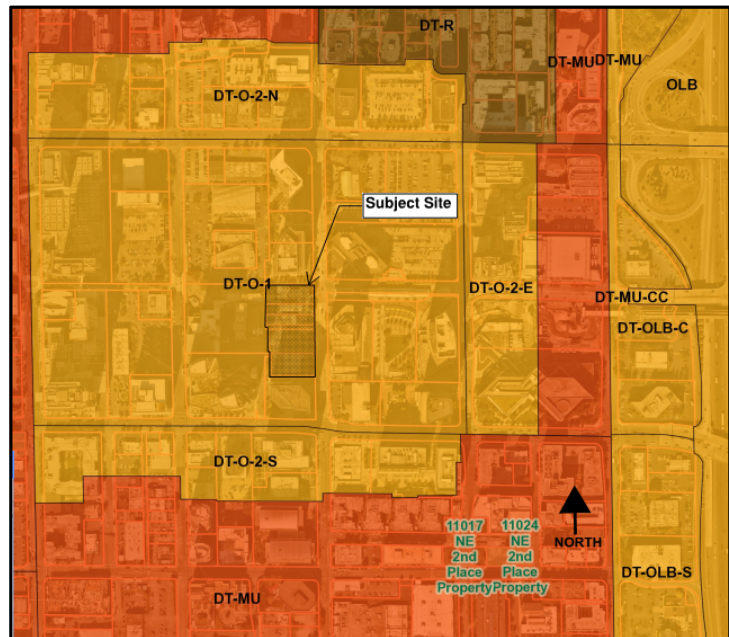 DT-R
DT-MU
DT-MU
OLB
DT-O-2-N
Subject Site
DT-O-1
DT-O-2-E
DT-MU-CC
DT-OLB-C
DT-O-2-S
11017
NE
2nd
Place
Property
11024
NE
2nd
Place
Property
NORTH
DT-OLB-S
DT-MU